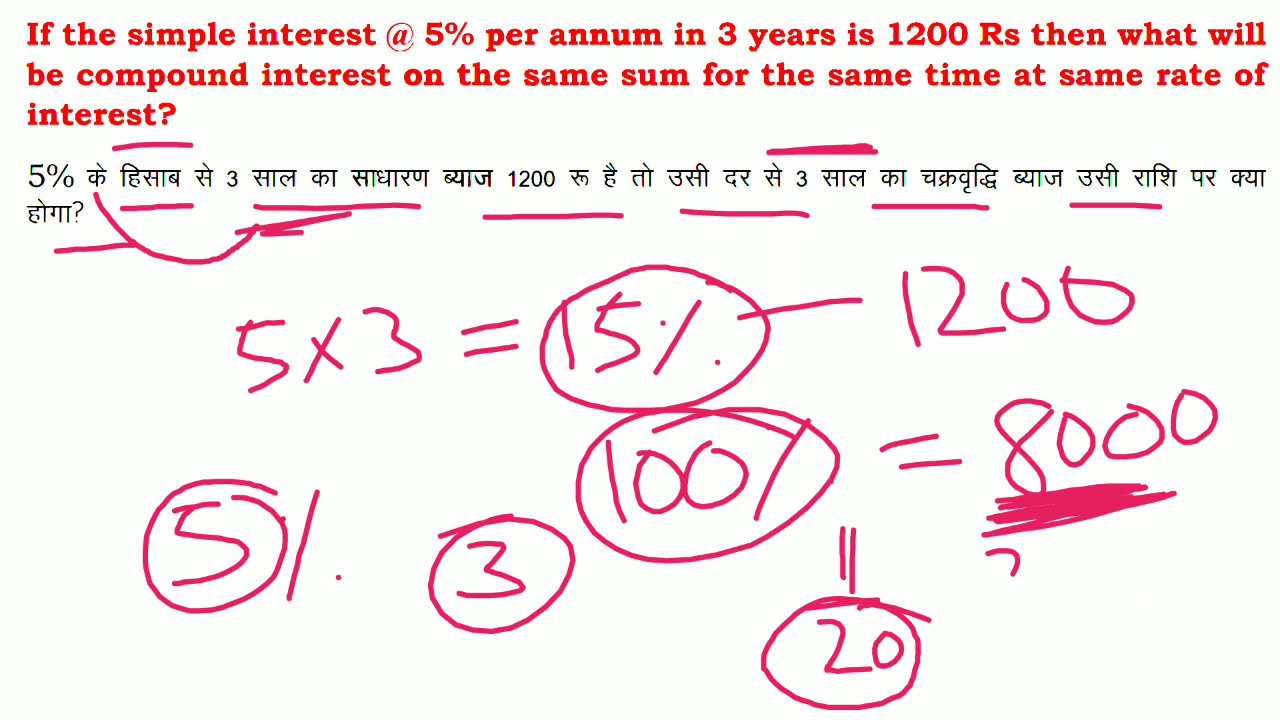 If the simple interest @ 5% per annum in 3 years is 1200 Rs then what will
be compound interest on the same sum for the same time at same rate of
interest?
5% के हिसाब से 3 साल का साधारण ब्याज 1200 रू है तो उसी दर से 3 साल का चक्रवृद्धि ब्याज उसी राशि पर क्या
होगा?
5 x 3 = 15% — 1200
100% = 8000
5% 3
11
20